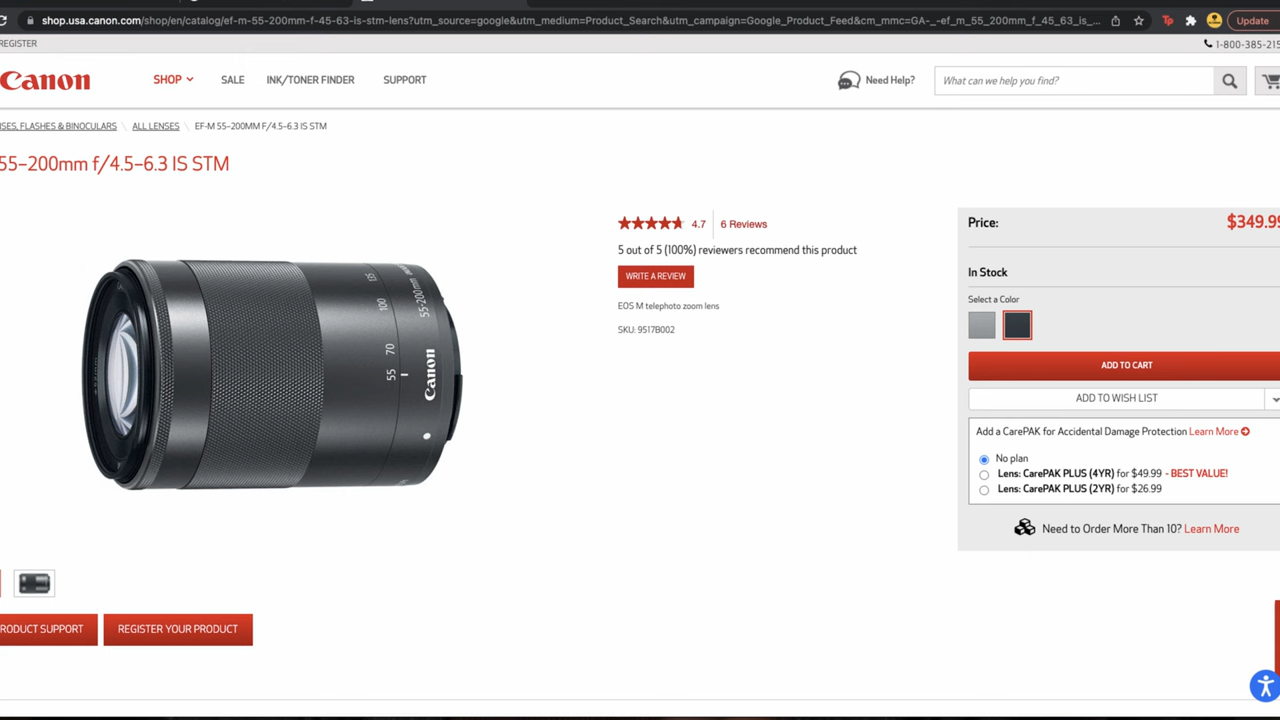 shop.usa.canon.com/shop/en/catalog/ef-m-55-200mm-f-45-63-is-stm-lens?utm_source=google&utm_medium=Product_Search&utm_campaign=Google_Product_Feed&cm_mmc=GA-_-ef_m_55_200mm_f_45_63_is_...
Update
REGISTER
1-800-385-215
Canon
SHOP
SALE
INK/TONER FINDER
SUPPORT
Need Help?
What can we help you find?
SES, FLASHES & BINOCULARS \ ALL LENSES \ EF-M 55-200MM F/4.5-6.3 IS STM
55-200mm f/4.5-6.3 IS STM
4.7
6 Reviews
5 out of 5 (100%) reviewers recommend this product
WRITE A REVIEW
EOS M telephoto zoom lens
SKU: 9517B002
135
100
70
55
55-200mm
Canon
Price:
$349.99
In Stock
Select a Color
ADD TO CART
ADD TO WISH LIST
Add a CarePAK for Accidental Damage Protection Learn More
No plan
Lens: CarePAK PLUS (4YR) for $49.99 - BEST VALUE!
Lens: CarePAK PLUS (2YR) for $26.99
Need to Order More Than 10? Learn More
RODUCT SUPPORT
REGISTER YOUR PRODUCT